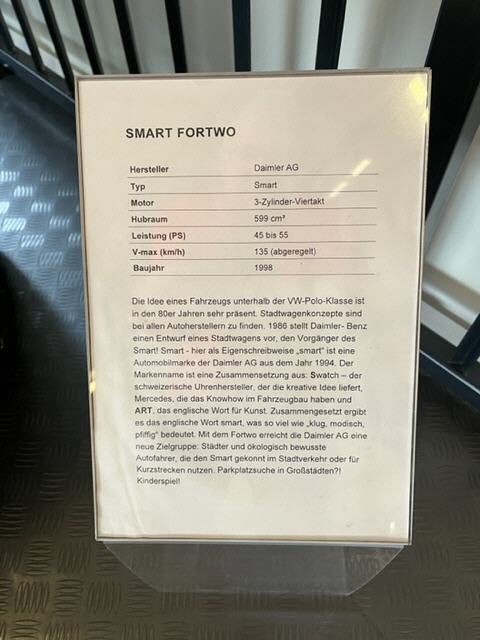 SMART FORTWO
Hersteller Daimler AG
Typ Smart
Motor 3-Zylinder-Viertakt
Hubraum 599 cm³
Leistung (PS) 45 bis 55
V-max (km/h) 135 (abgeregelt)
Baujahr 1998
Die Idee eines Fahrzeugs unterhalb der VW-Polo-Klasse ist
in den 80er Jahren sehr präsent. Stadtwagenkonzepte sind
bei allen Autoherstellern zu finden. 1986 stellt Daimler- Benz
einen Entwurf eines Stadtwagens vor, den Vorgänger des
Smart! Smart - hier als Eigenschreibweise „smart“ ist eine
Automobilmarke der Daimler AG aus dem Jahr 1994. Der
Markenname ist eine Zusammensetzung aus: Swatch – der
schweizerische Uhrenhersteller, der die kreative Idee liefert,
Mercedes, die das Knowhow im Fahrzeugbau haben und
ART, das englische Wort für Kunst. Zusammengesetzt ergibt
es das englische Wort smart, was so viel wie „klug, modisch,
pfiffig“ bedeutet. Mit dem Fortwo erreicht die Daimler AG eine
neue Zielgruppe: Städter und ökologisch bewusste
Autofahrer, die den Smart gekonnt im Stadtverkehr oder für
Kurzstrecken nutzen. Parkplatzsuche in Großstädten?!
Kinderspiel!